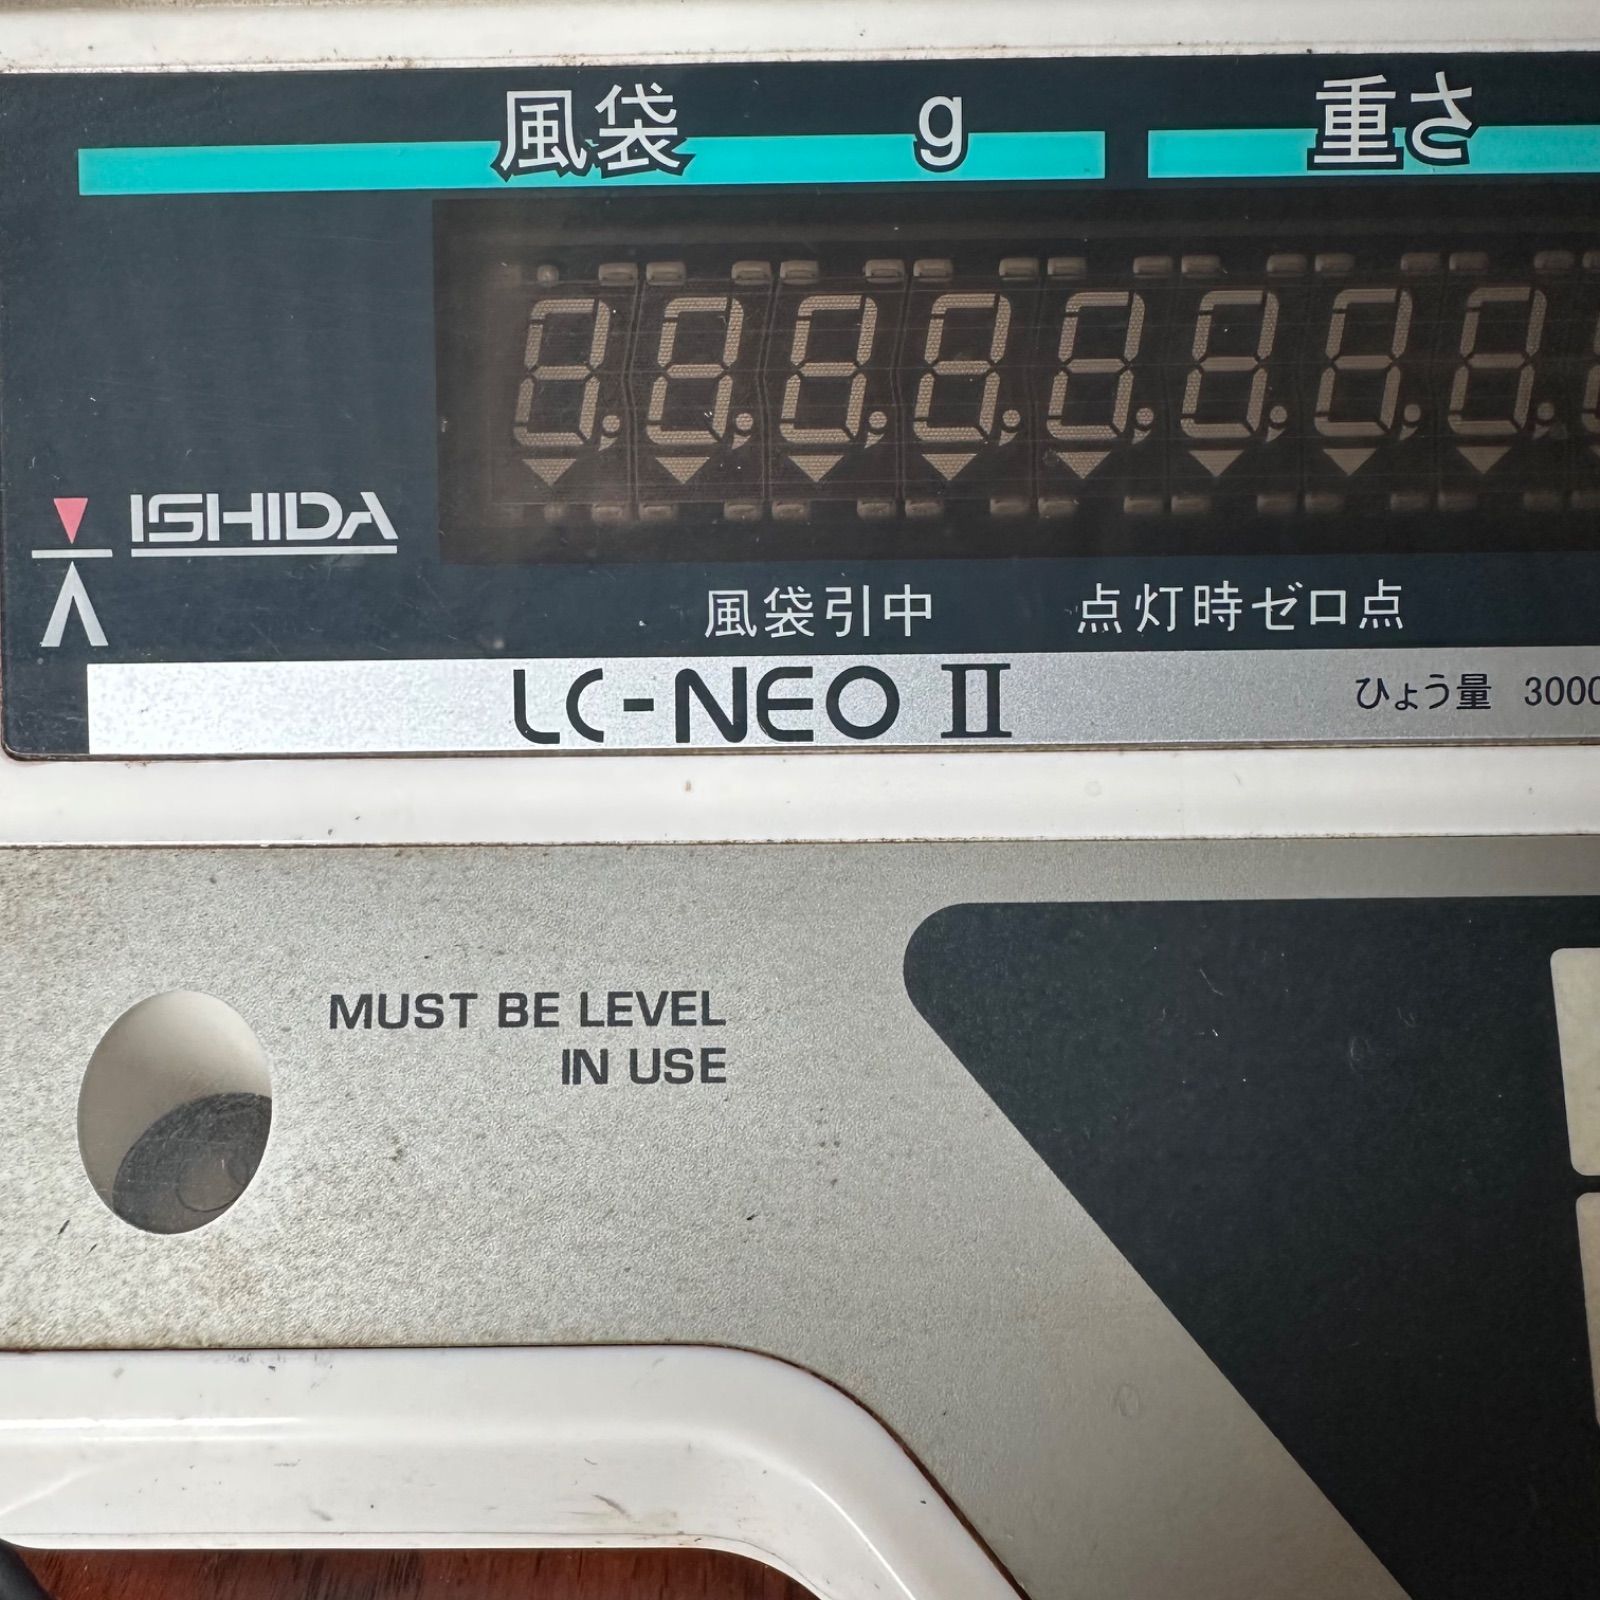 風袋 g 重さ
ISHIDA
風袋引中 点灯時ゼロ点
LC-NEO II ひょう量 3000
MUST BE LEVEL
IN USE